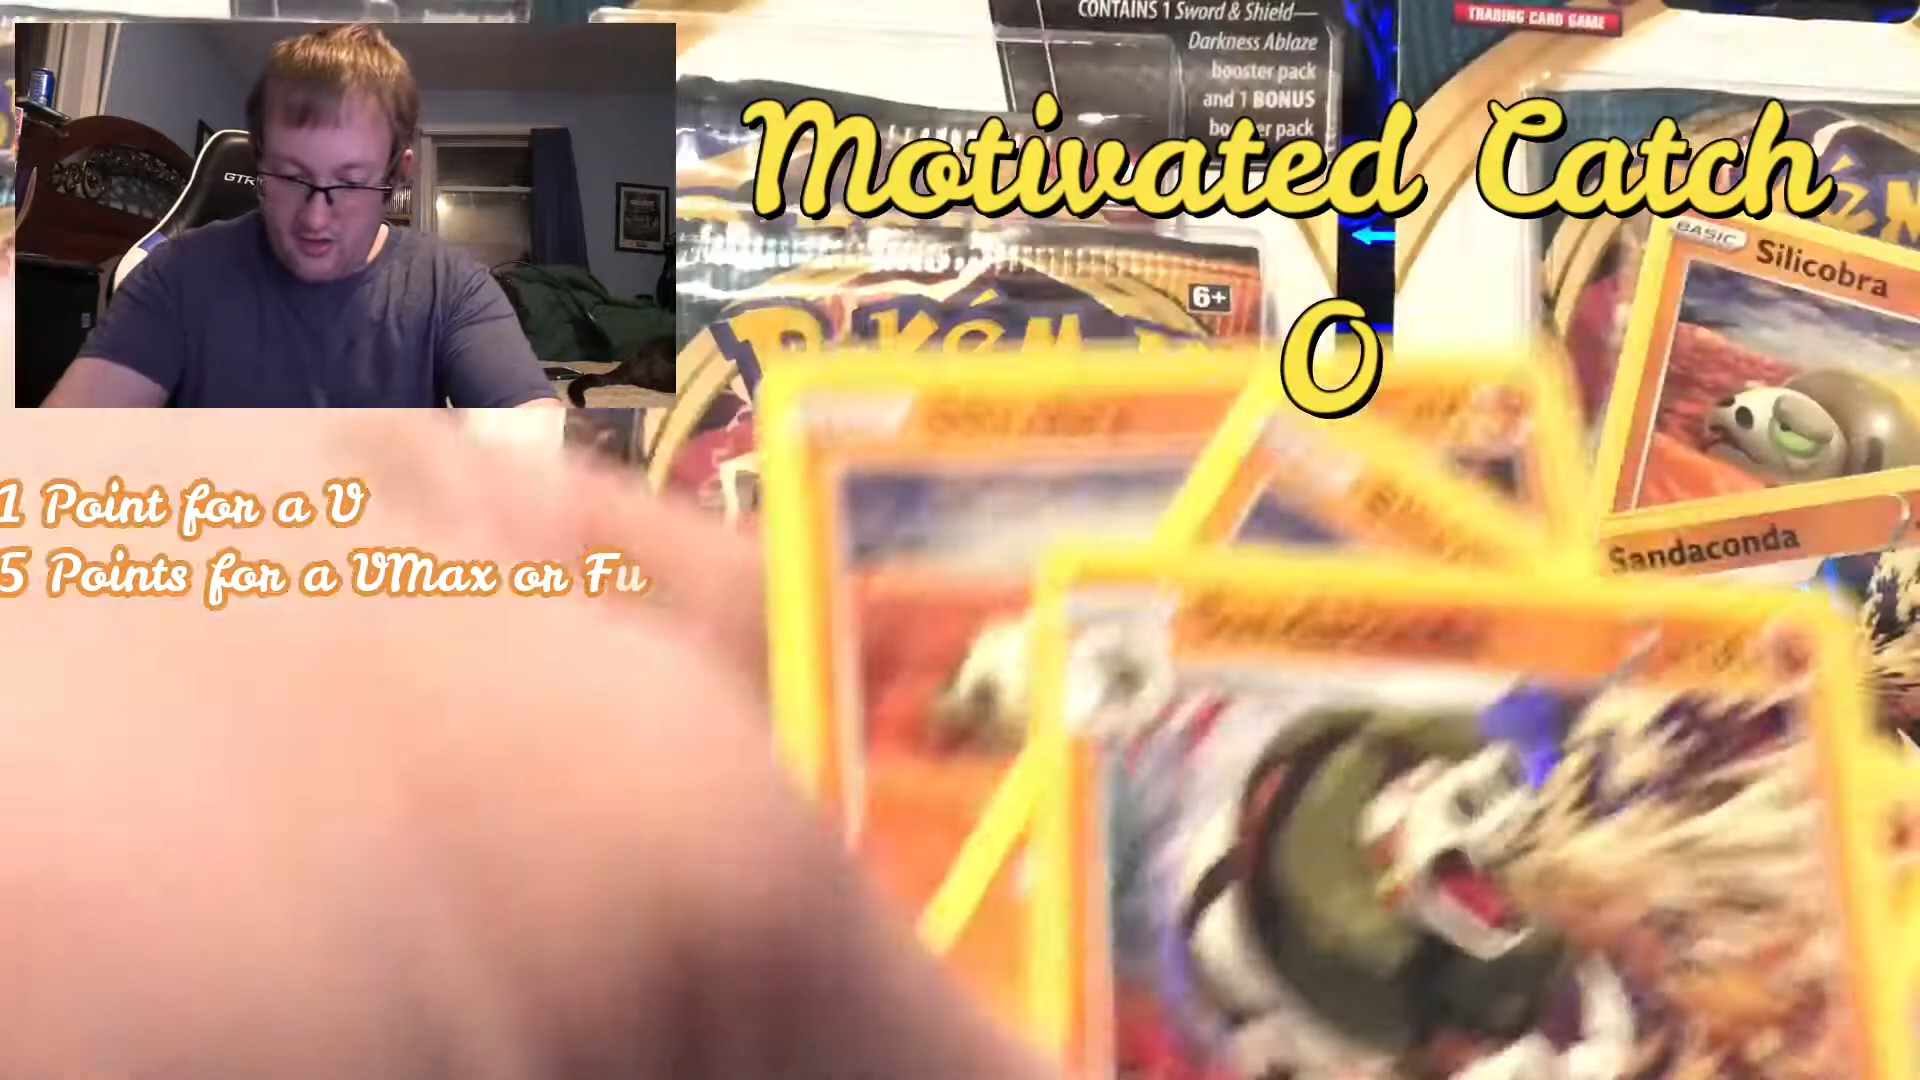 CONTAINS 1 Sword & Shield—
Darkness Ablaze
booster pack
and 1 BONUS
booster pack
TRADING CARD GAME
GTR
Motivated Catch
0
6+
BASIC Silicobra
Sandaconda
1 Point for a V
5 Points for a VMax or Fu